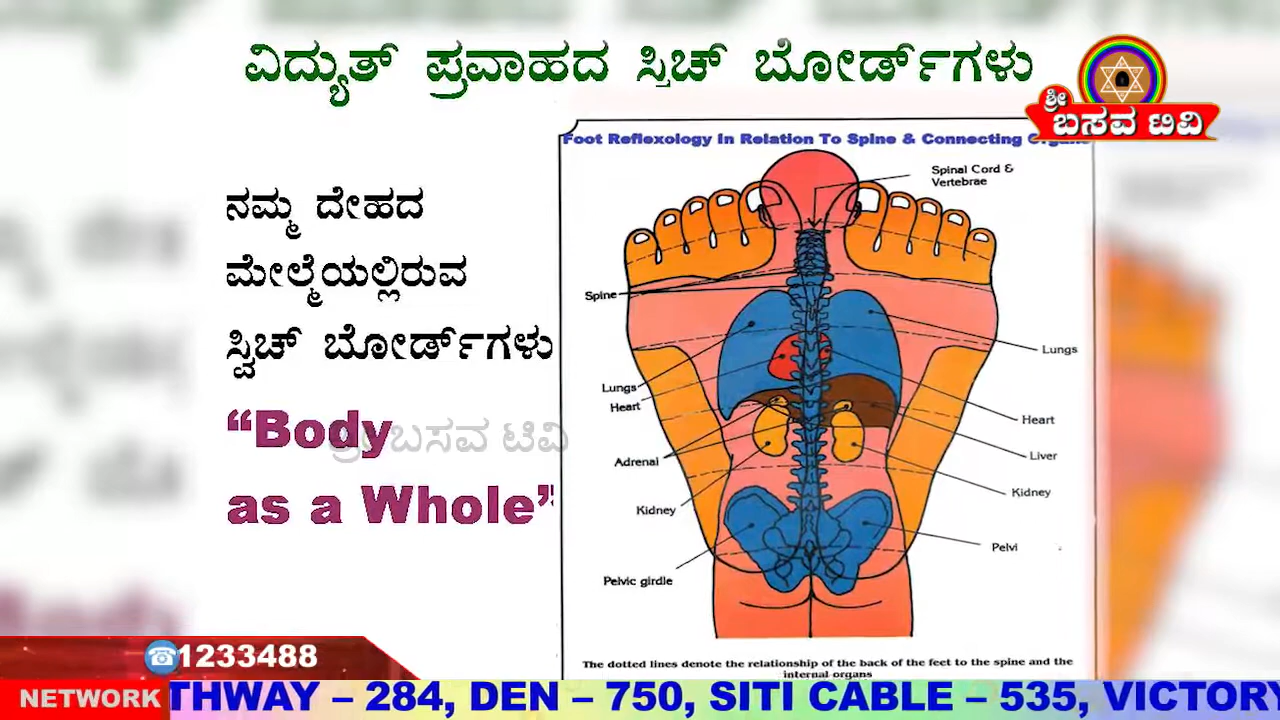 ವಿದ್ಯುತ್ ಪ್ರವಾಹದ ಸ್ವಿಚ್ ಬೋರ್ಡ್‌ಗಳು
ಶ್ರೀ
ಬಸವ ಟಿವಿ
Foot Reflexology In Relation To Spine & Connecting
Spinal Cord &
Vertebrae
ನಮ್ಮ ದೇಹದ
ಮೇಲ್ಮೈಯಲ್ಲಿರುವ
ಸ್ವಿಚ್ ಬೋರ್ಡ್‌ಗಳು
“Body
as a Whole”
ಶ್ರೀ ಬಸವ ಟಿವಿ
Spine
Lungs
Lungs
Heart
Heart
Adrenal
Liver
Kidney
Kidney
Pelvi
Pelvic girdle
The dotted lines denote the relationship of the back of the feet to the spine and the
internal organs
☎1233488
NETWORK THWAY – 284, DEN – 750, SITI CABLE – 535, VICTORY